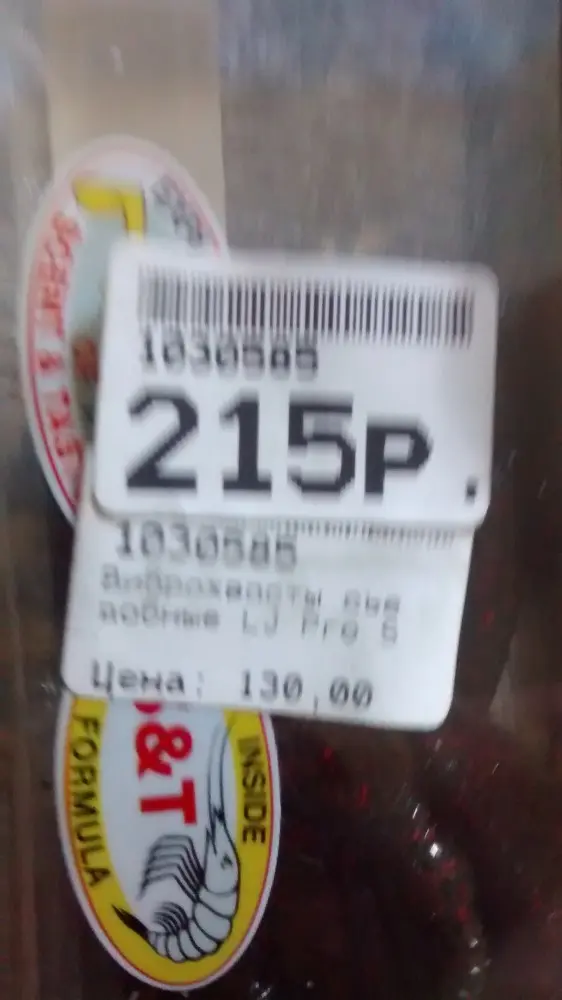 1030585
215Р.
1030585
Виброхвосты съе
добные LJ Pro S
Цена: 130,00
S&T
INSIDE
FORMULA